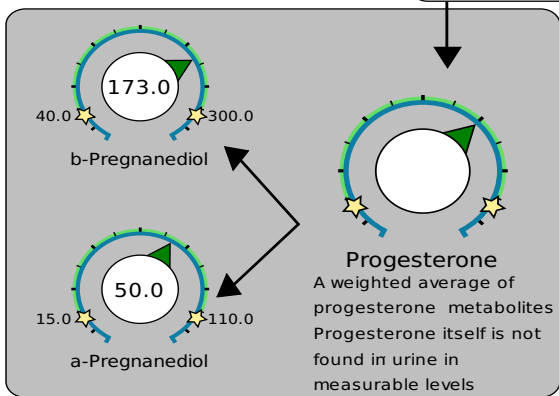 173.0
40.0
300.0
b-Pregnanediol
50.0
15.0
110.0
a-Pregnanediol
Progesterone
A weighted average of
progesterone metabolites
Progesterone itself is not
found in urine in
measurable levels